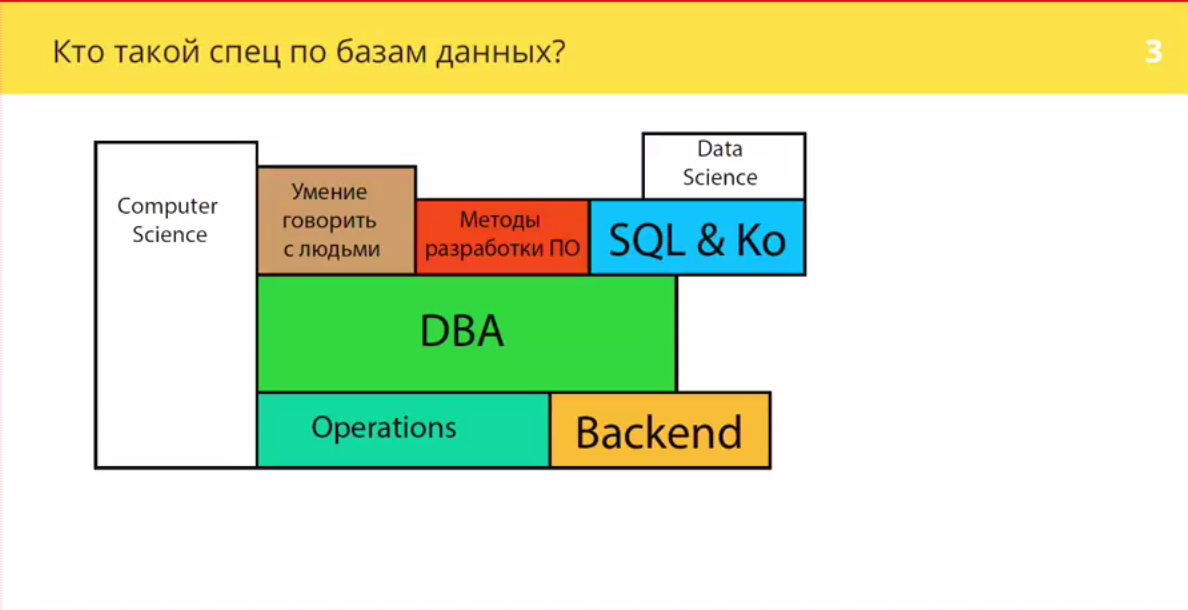 Кто такой спец по базам данных?
3
Computer
Science
Умение
говорить
с людьми
Методы
разработки ПО
Data
Science
SQL & Ko
DBA
Operations
Backend